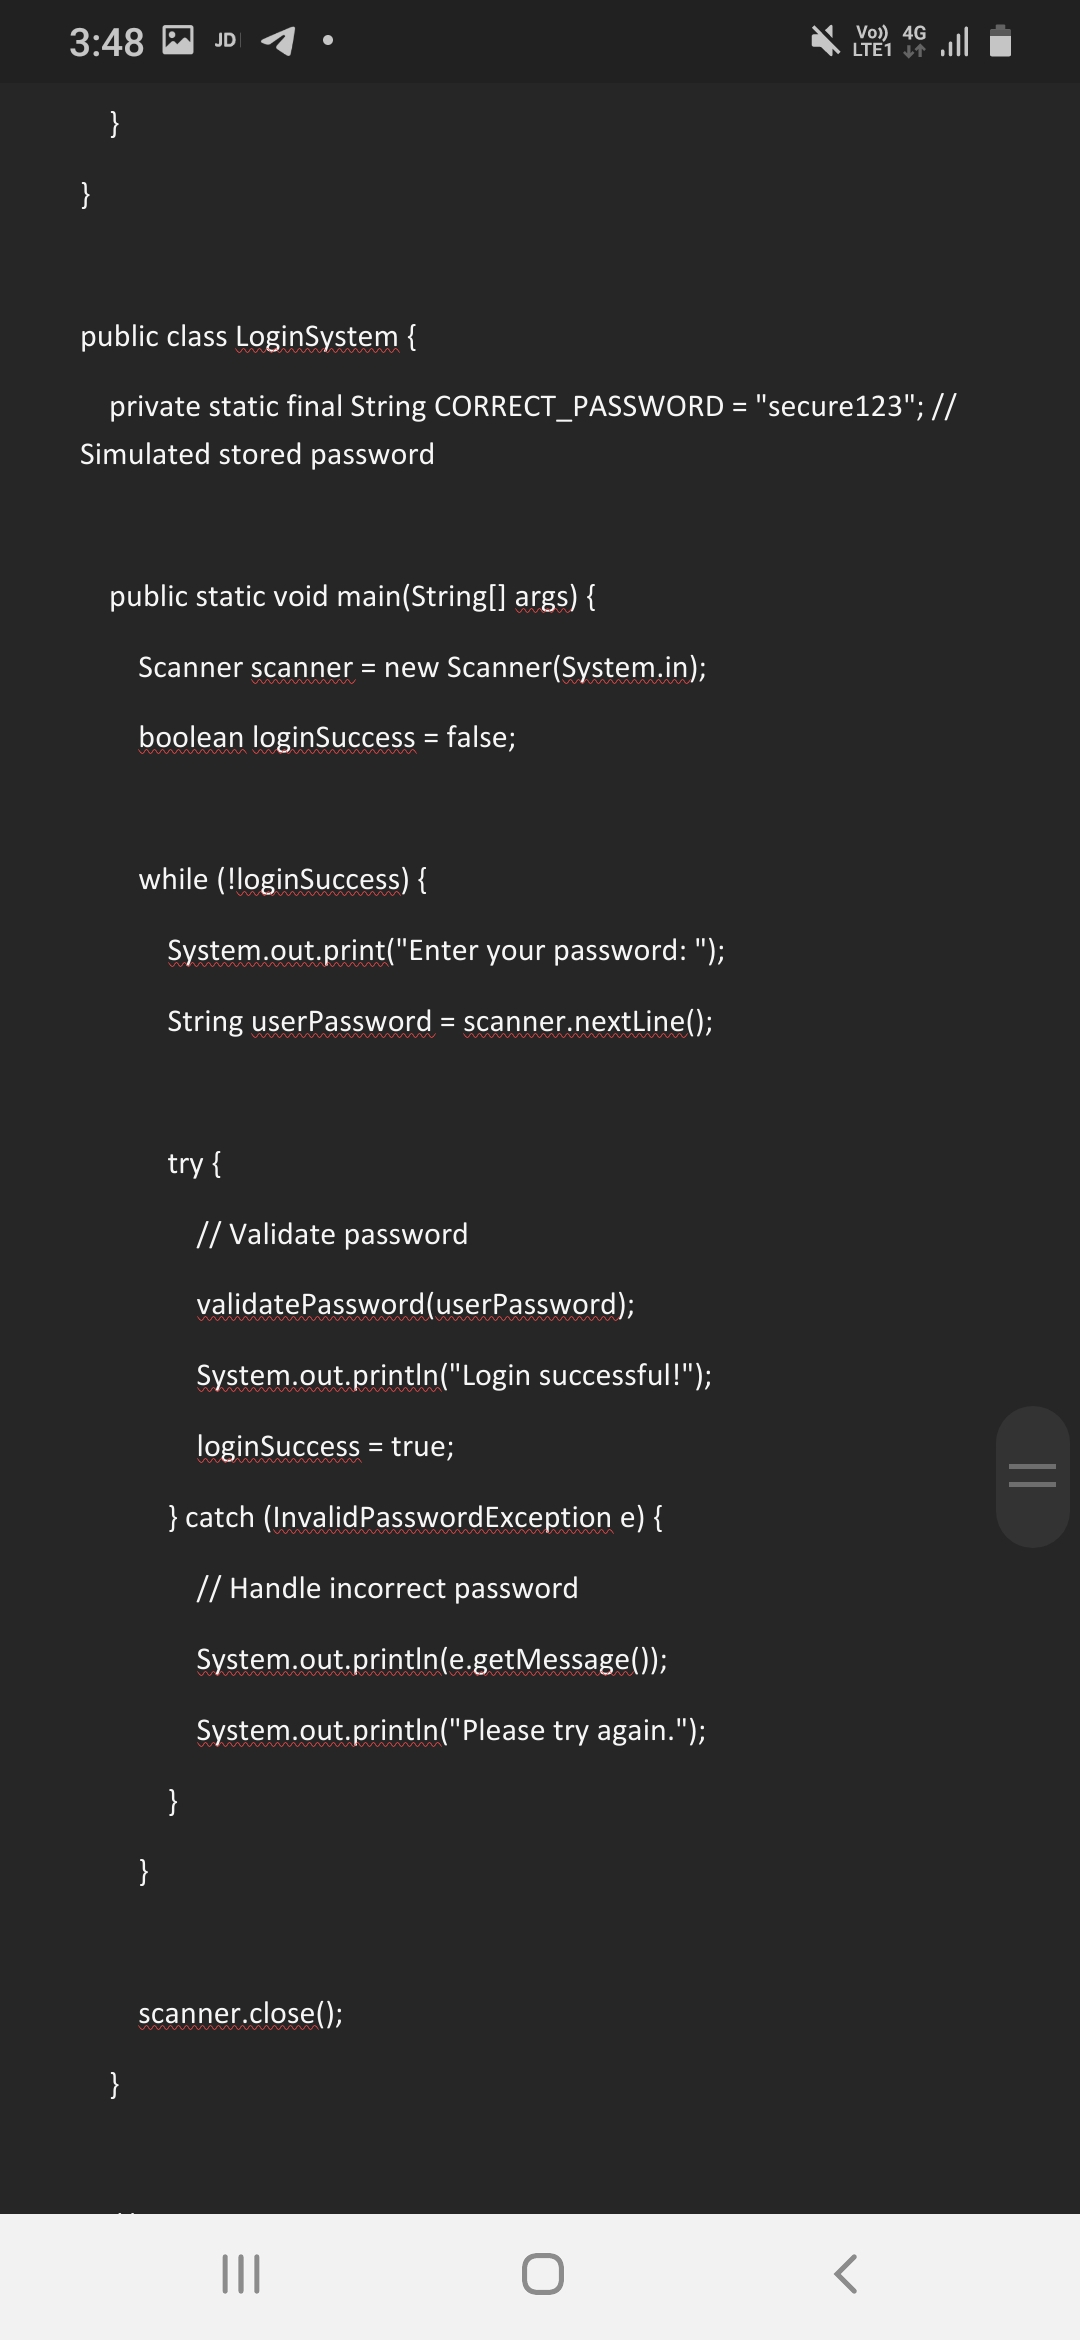 3:48 JD Vo)) 4G
LTE1
}
}
public class LoginSystem {
private static final String CORRECT_PASSWORD = "secure123"; //
Simulated stored password
public static void main(String[] args) {
Scanner scanner = new Scanner(System.in);
boolean loginSuccess = false;
while (!loginSuccess) {
System.out.print("Enter your password: ");
String userPassword = scanner.nextLine();
try {
// Validate password
validatePassword(userPassword);
System.out.println("Login successful!");
loginSuccess = true;
} catch (InvalidPasswordException e) {
// Handle incorrect password
System.out.println(e.getMessage());
System.out.println("Please try again.");
}
}
scanner.close();
}